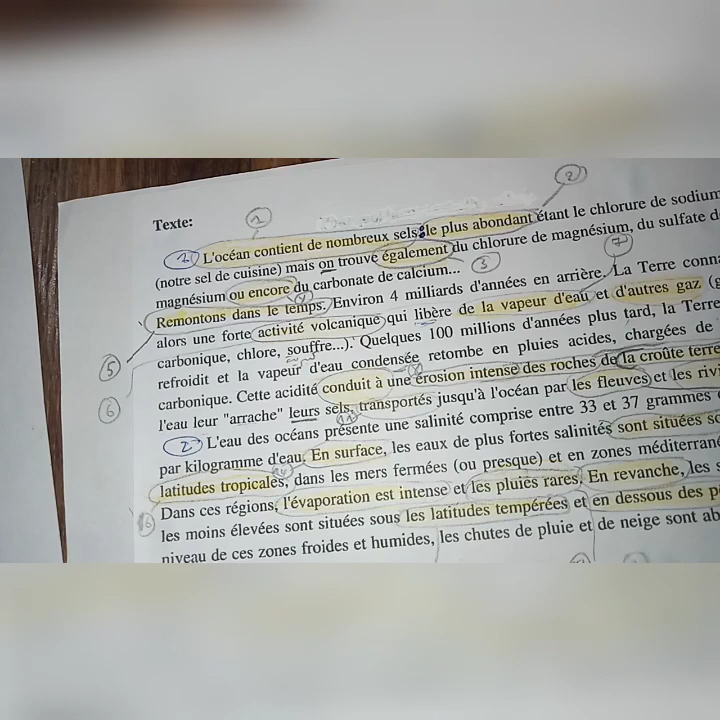 Texte:
1. L'océan contient de nombreux sels, le plus abondant étant le chlorure de sodium
(notre sel de cuisine) mais on trouve également du chlorure de magnésium, du sulfate
magnésium ou encore du carbonate de calcium...
Remontons dans le temps. Environ 4 milliards d'années en arrière. La Terre
alors une forte activité volcanique qui libère de la vapeur d'eau et d'autres gaz
carbonique, chlore, souffre...). Quelques 100 millions d'années plus tard, la Terre
refroidit et la vapeur d'eau condensée retombe en pluies acides, chargées de
carbonique. Cette acidité conduit à une érosion intense des roches de la croûte
l'eau leur "arrache" leurs sels, transportés jusqu'à l'océan par les fleuves et les
2. L'eau des océans présente une salinité comprise entre 33 et 37 grammes
par kilogramme d'eau. En surface, les eaux de plus fortes salinités sont situées
latitudes tropicales, dans les mers fermées (ou presque) et en zones
Dans ces régions, l'évaporation est intense et les pluies rares. En revanche, les
les moins élevées sont situées sous les latitudes tempérées et en dessous des
niveau de ces zones froides et humides, les chutes de pluie et de neige sont